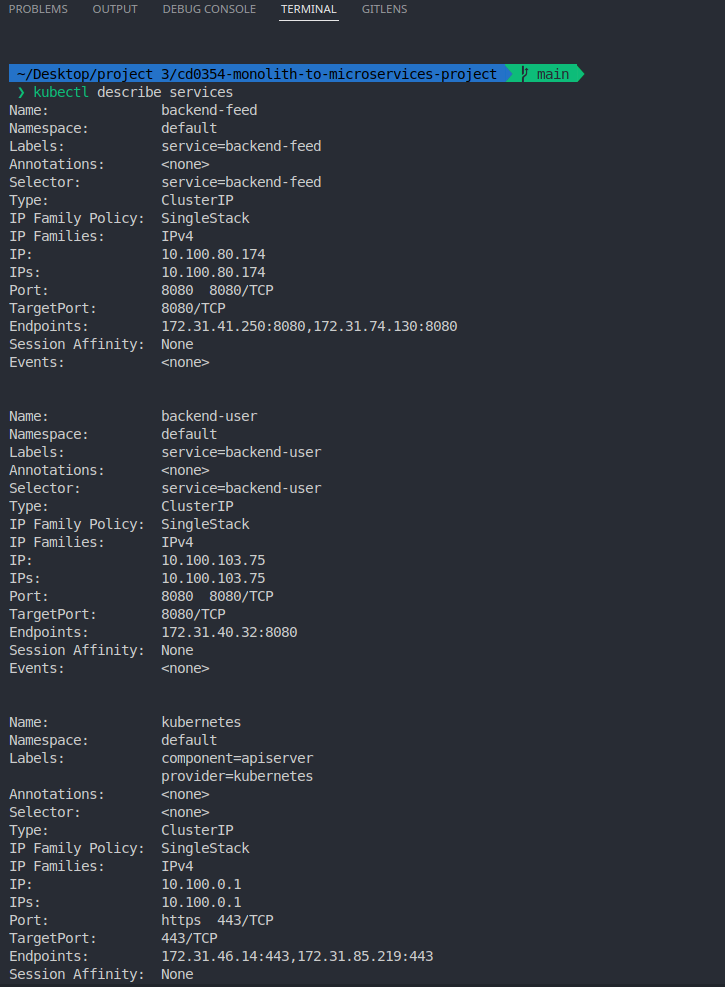 PROBLEMS OUTPUT DEBUG CONSOLE TERMINAL GITLENS
~/Desktop/project 3/cd0354-monolith-to-microservices-project main
❯ kubectl describe services
Name: backend-feed
Namespace: default
Labels: service=backend-feed
Annotations: <none>
Selector: service=backend-feed
Type: ClusterIP
IP Family Policy: SingleStack
IP Families: IPv4
IP: 10.100.80.174
IPs: 10.100.80.174
Port: 8080 8080/TCP
TargetPort: 8080/TCP
Endpoints: 172.31.41.250:8080,172.31.74.130:8080
Session Affinity: None
Events: <none>
Name: backend-user
Namespace: default
Labels: service=backend-user
Annotations: <none>
Selector: service=backend-user
Type: ClusterIP
IP Family Policy: SingleStack
IP Families: IPv4
IP: 10.100.103.75
IPs: 10.100.103.75
Port: 8080 8080/TCP
TargetPort: 8080/TCP
Endpoints: 172.31.40.32:8080
Session Affinity: None
Events: <none>
Name: kubernetes
Namespace: default
Labels: component=apiserver
provider=kubernetes
Annotations: <none>
Selector: <none>
Type: ClusterIP
IP Family Policy: SingleStack
IP Families: IPv4
IP: 10.100.0.1
IPs: 10.100.0.1
Port: https 443/TCP
TargetPort: 443/TCP
Endpoints: 172.31.46.14:443,172.31.85.219:443
Session Affinity: None